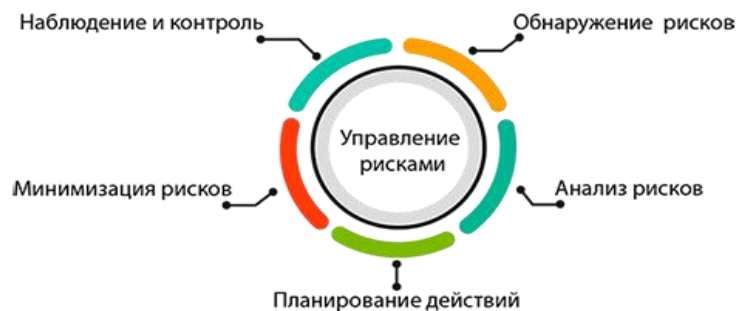 Наблюдение и контроль
Обнаружение рисков
Управление
рисками
Минимизация рисков
Анализ рисков
Планирование действий